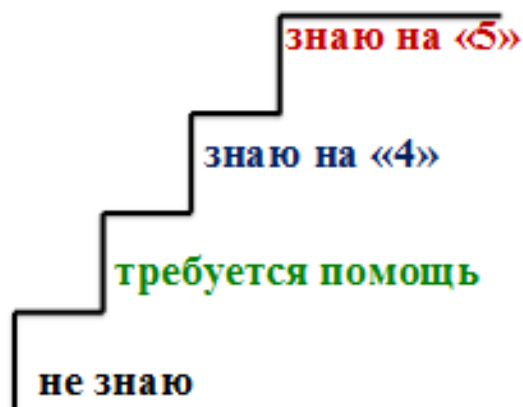 знаю на «5»
знаю на «4»
требуется помощь
не знаю